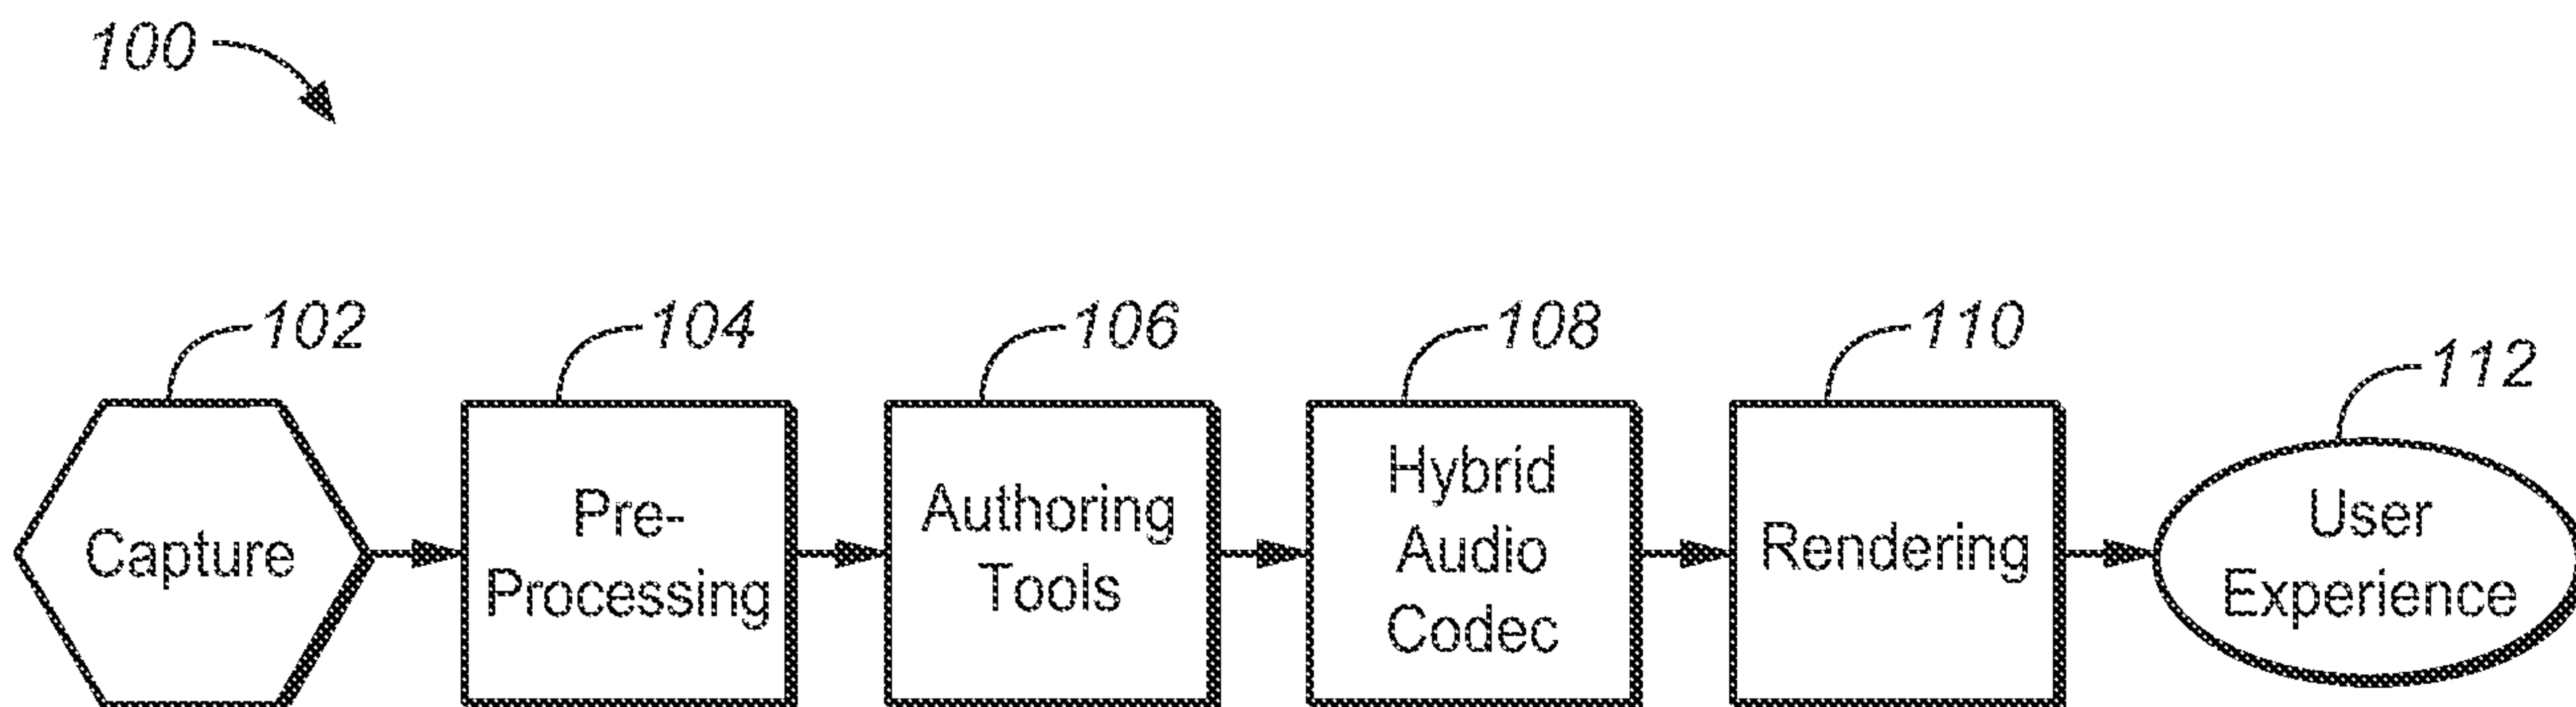 100
102
104
106
108
110
112
Capture
Pre-
Processing
Authoring
Tools
Hybrid
Audio
Codec
Rendering
User
Experience